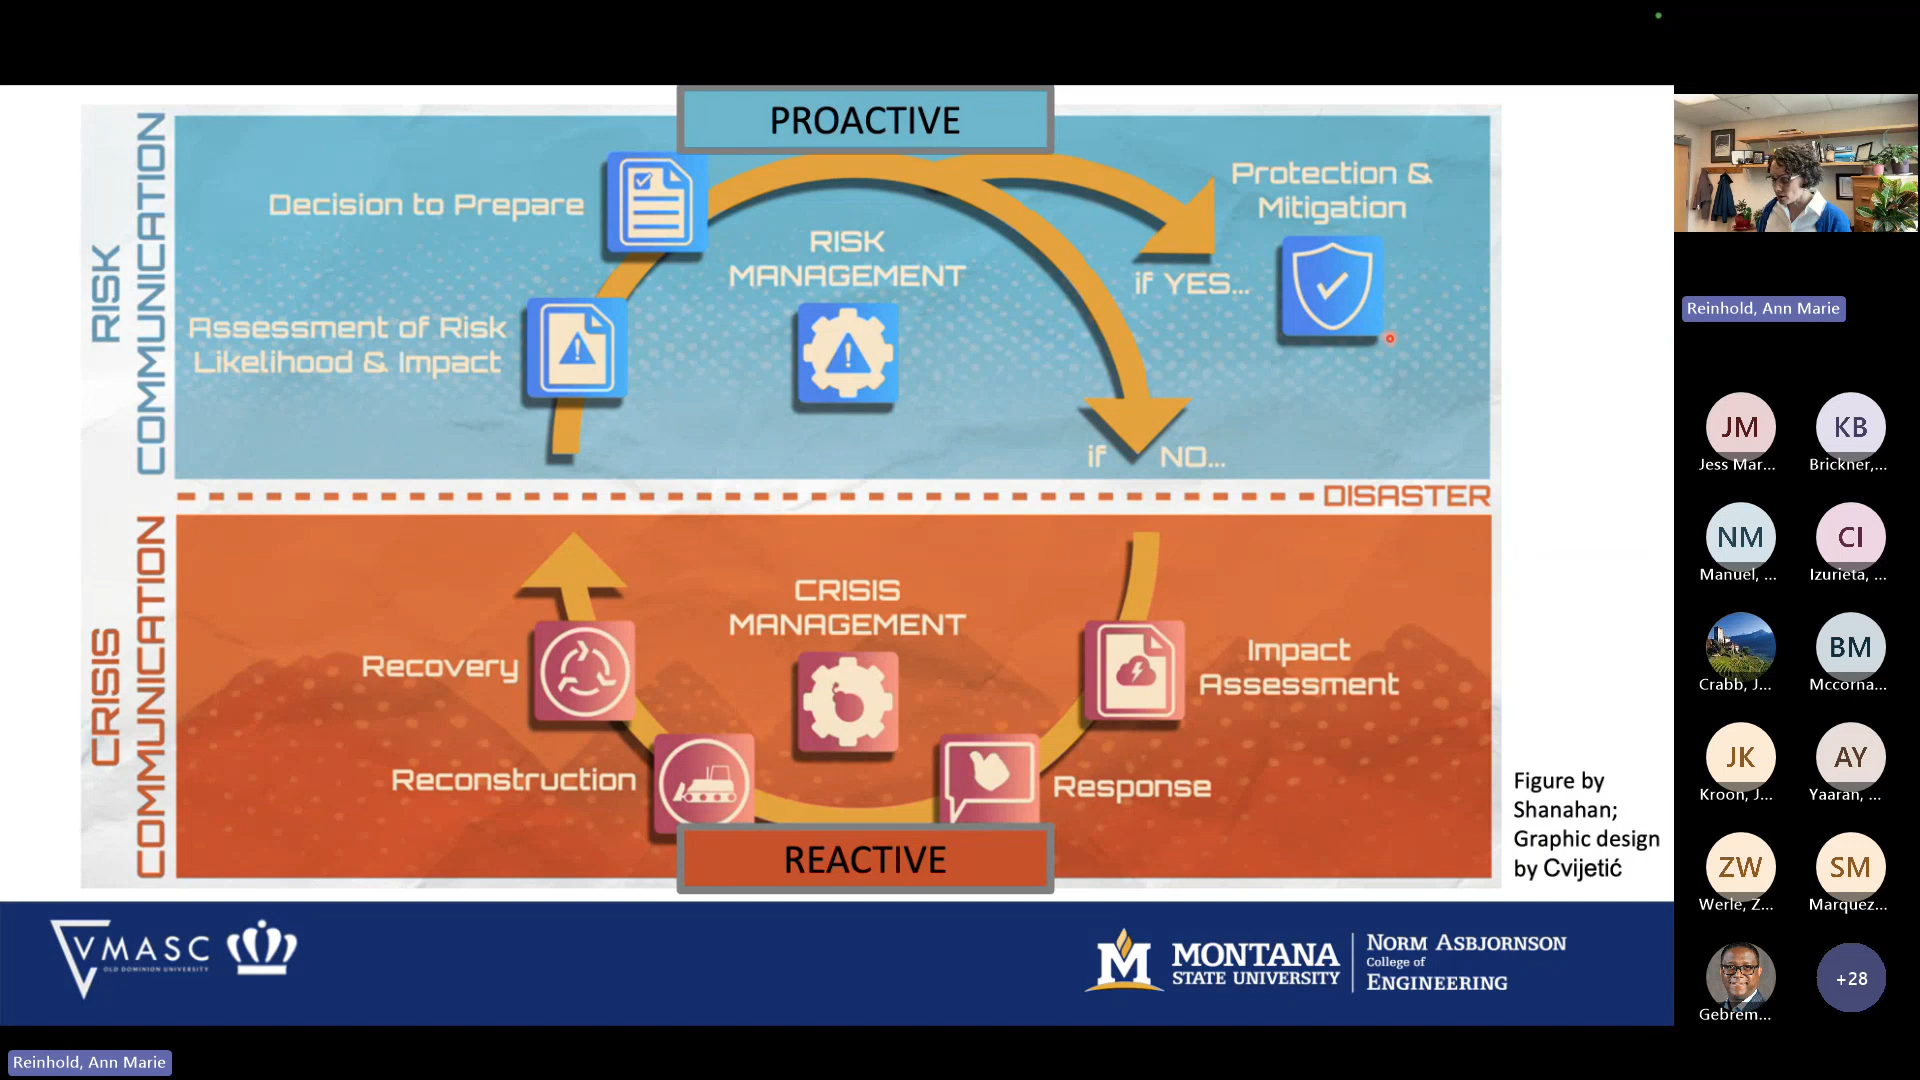 PROACTIVE
RISK
COMMUNICATION
Decision to Prepare
Protection &
Mitigation
RISK
MANAGEMENT
if YES...
Assessment of Risk
Likelihood & Impact
if NO...
DISASTER
CRISIS
COMMUNICATION
CRISIS
MANAGEMENT
Recovery
Impact
Assessment
Reconstruction
Response
REACTIVE
Figure by
Shanahan;
Graphic design
by Cvijetić
VMASC
OLD DOMINION UNIVERSITY
M
MONTANA
STATE UNIVERSITY
NORM ASBJORNSON
College of
ENGINEERING
Reinhold, Ann Marie
Reinhold, Ann Marie
JM
Jess Mar...
KB
Brickner,...
NM
Manuel, ...
CI
Izurieta, ...
Crabb, J...
BM
Mccorna...
JK
Kroon, J...
AY
Yaaran, ...
ZW
Werle, Z...
SM
Marquez...
Gebrem...
+28